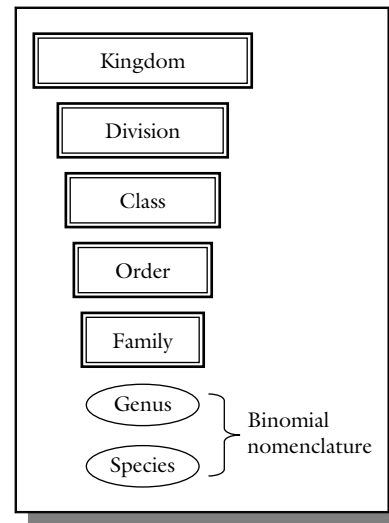 Kingdom
Division
Class
Order
Family
Genus
Species
Binomial
nomenclature